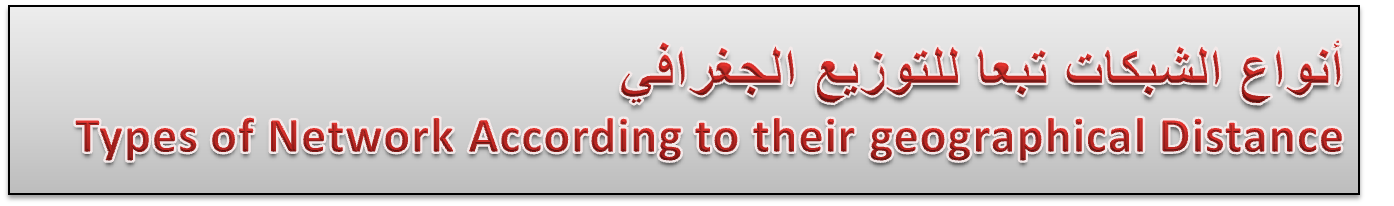 أنواع الشبكات تبعا للتوزيع الجغرافي
Types of Network According to their geographical Distance